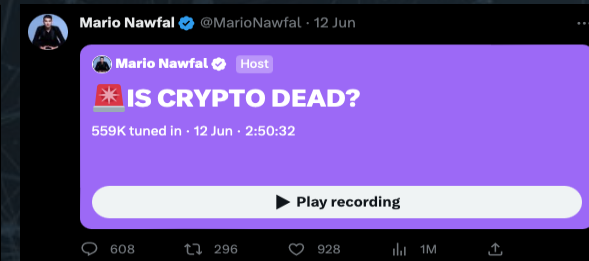 Mario Nawfal @MarioNawfal · 12 Jun
Mario Nawfal Host
🚨IS CRYPTO DEAD?
559K tuned in · 12 Jun · 2:50:32
Play recording
608 296 928 1M